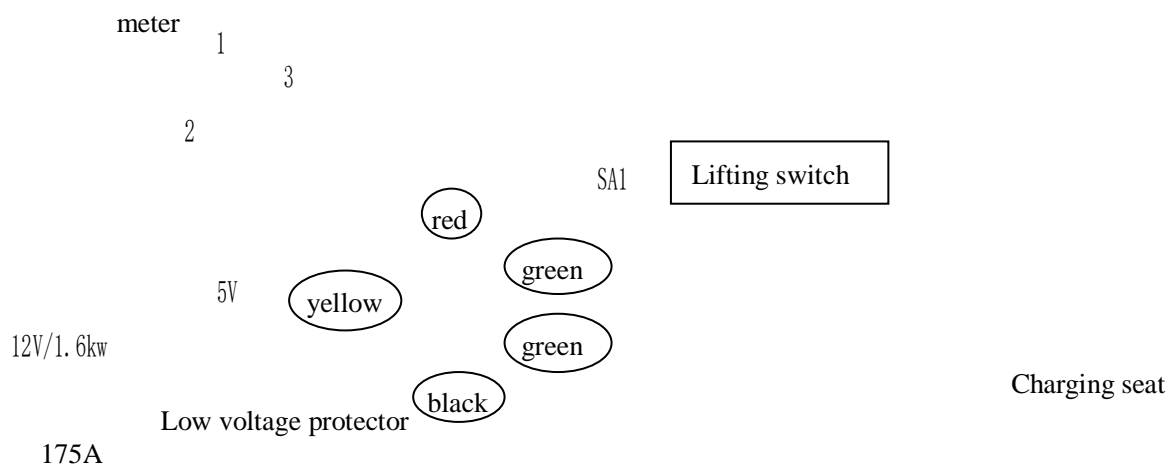 meter
1
3
2
SA1
Lifting switch
red
green
5V
yellow
12V/1.6kw
green
Charging seat
black
Low voltage protector
175A